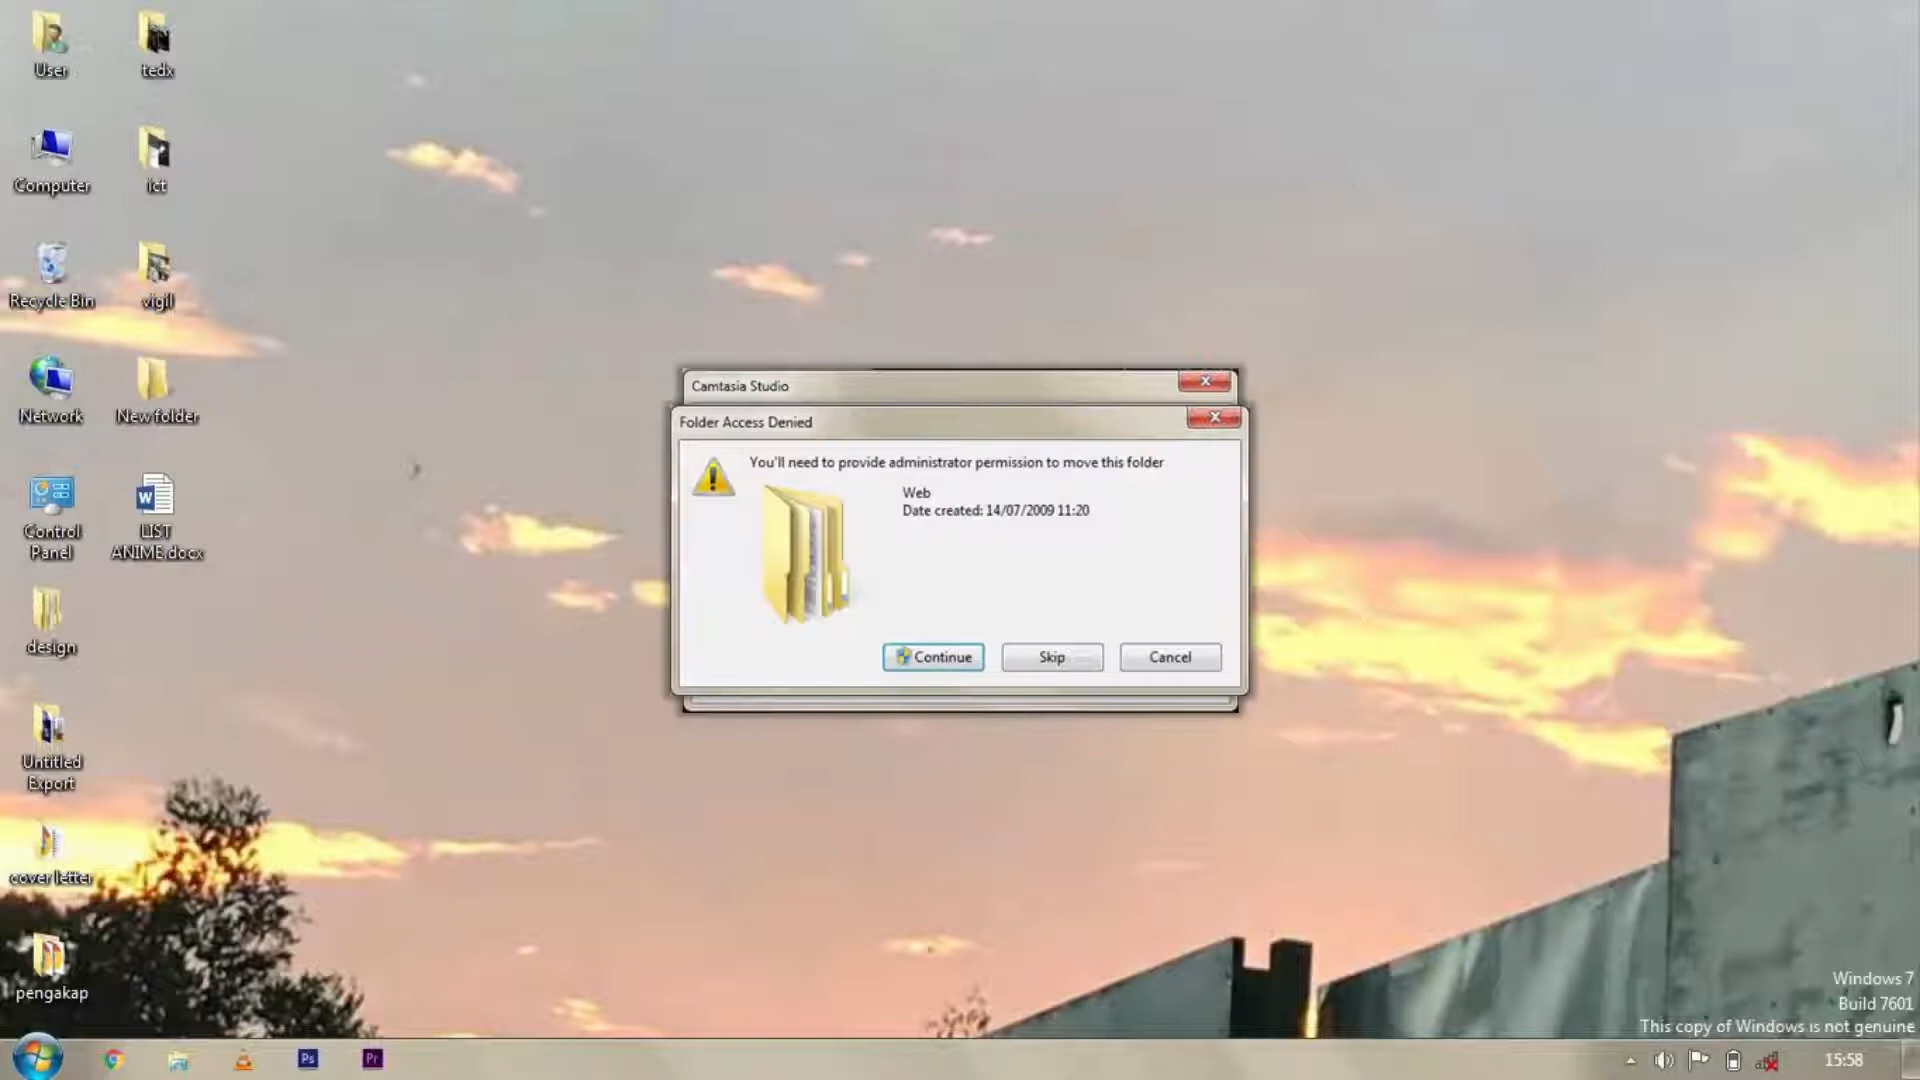 User
tedx
Computer
ict
Recycle Bin
vigil
Network
New folder
Control
Panel
LIST
ANIME.docx
design
Untitled
Export
cover letter
pengakap
Camtasia Studio
Folder Access Denied
You'll need to provide administrator permission to move this folder
Web
Date created: 14/07/2009 11:20
Continue
Skip
Cancel
Windows 7
Build 7601
This copy of Windows is not genuine
Ps
Pr
15:58